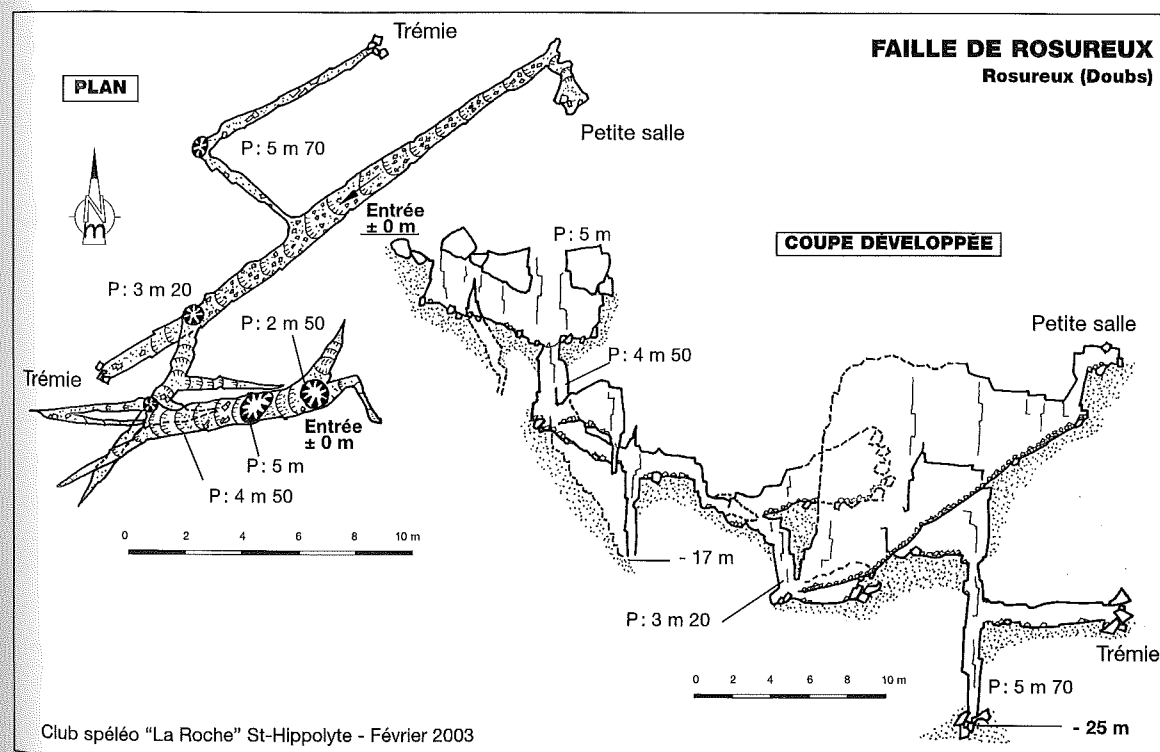 FAILLE DE ROSUREUX
Rosureux (Doubs)
PLAN
Trémie
Petite salle
P: 5 m 70
N
m
Entrée
± 0 m
P: 3 m 20
P: 2 m 50
Trémie
Entrée
± 0 m
P: 5 m
P: 4 m 50
0 2 4 6 8 10 m
COUPE DÉVELOPPÉE
P: 5 m
P: 4 m 50
Petite salle
- 17 m
P: 3 m 20
Trémie
P: 5 m 70
0 2 4 6 8 10 m
- 25 m
Club spéléo "La Roche" St-Hippolyte - Février 2003